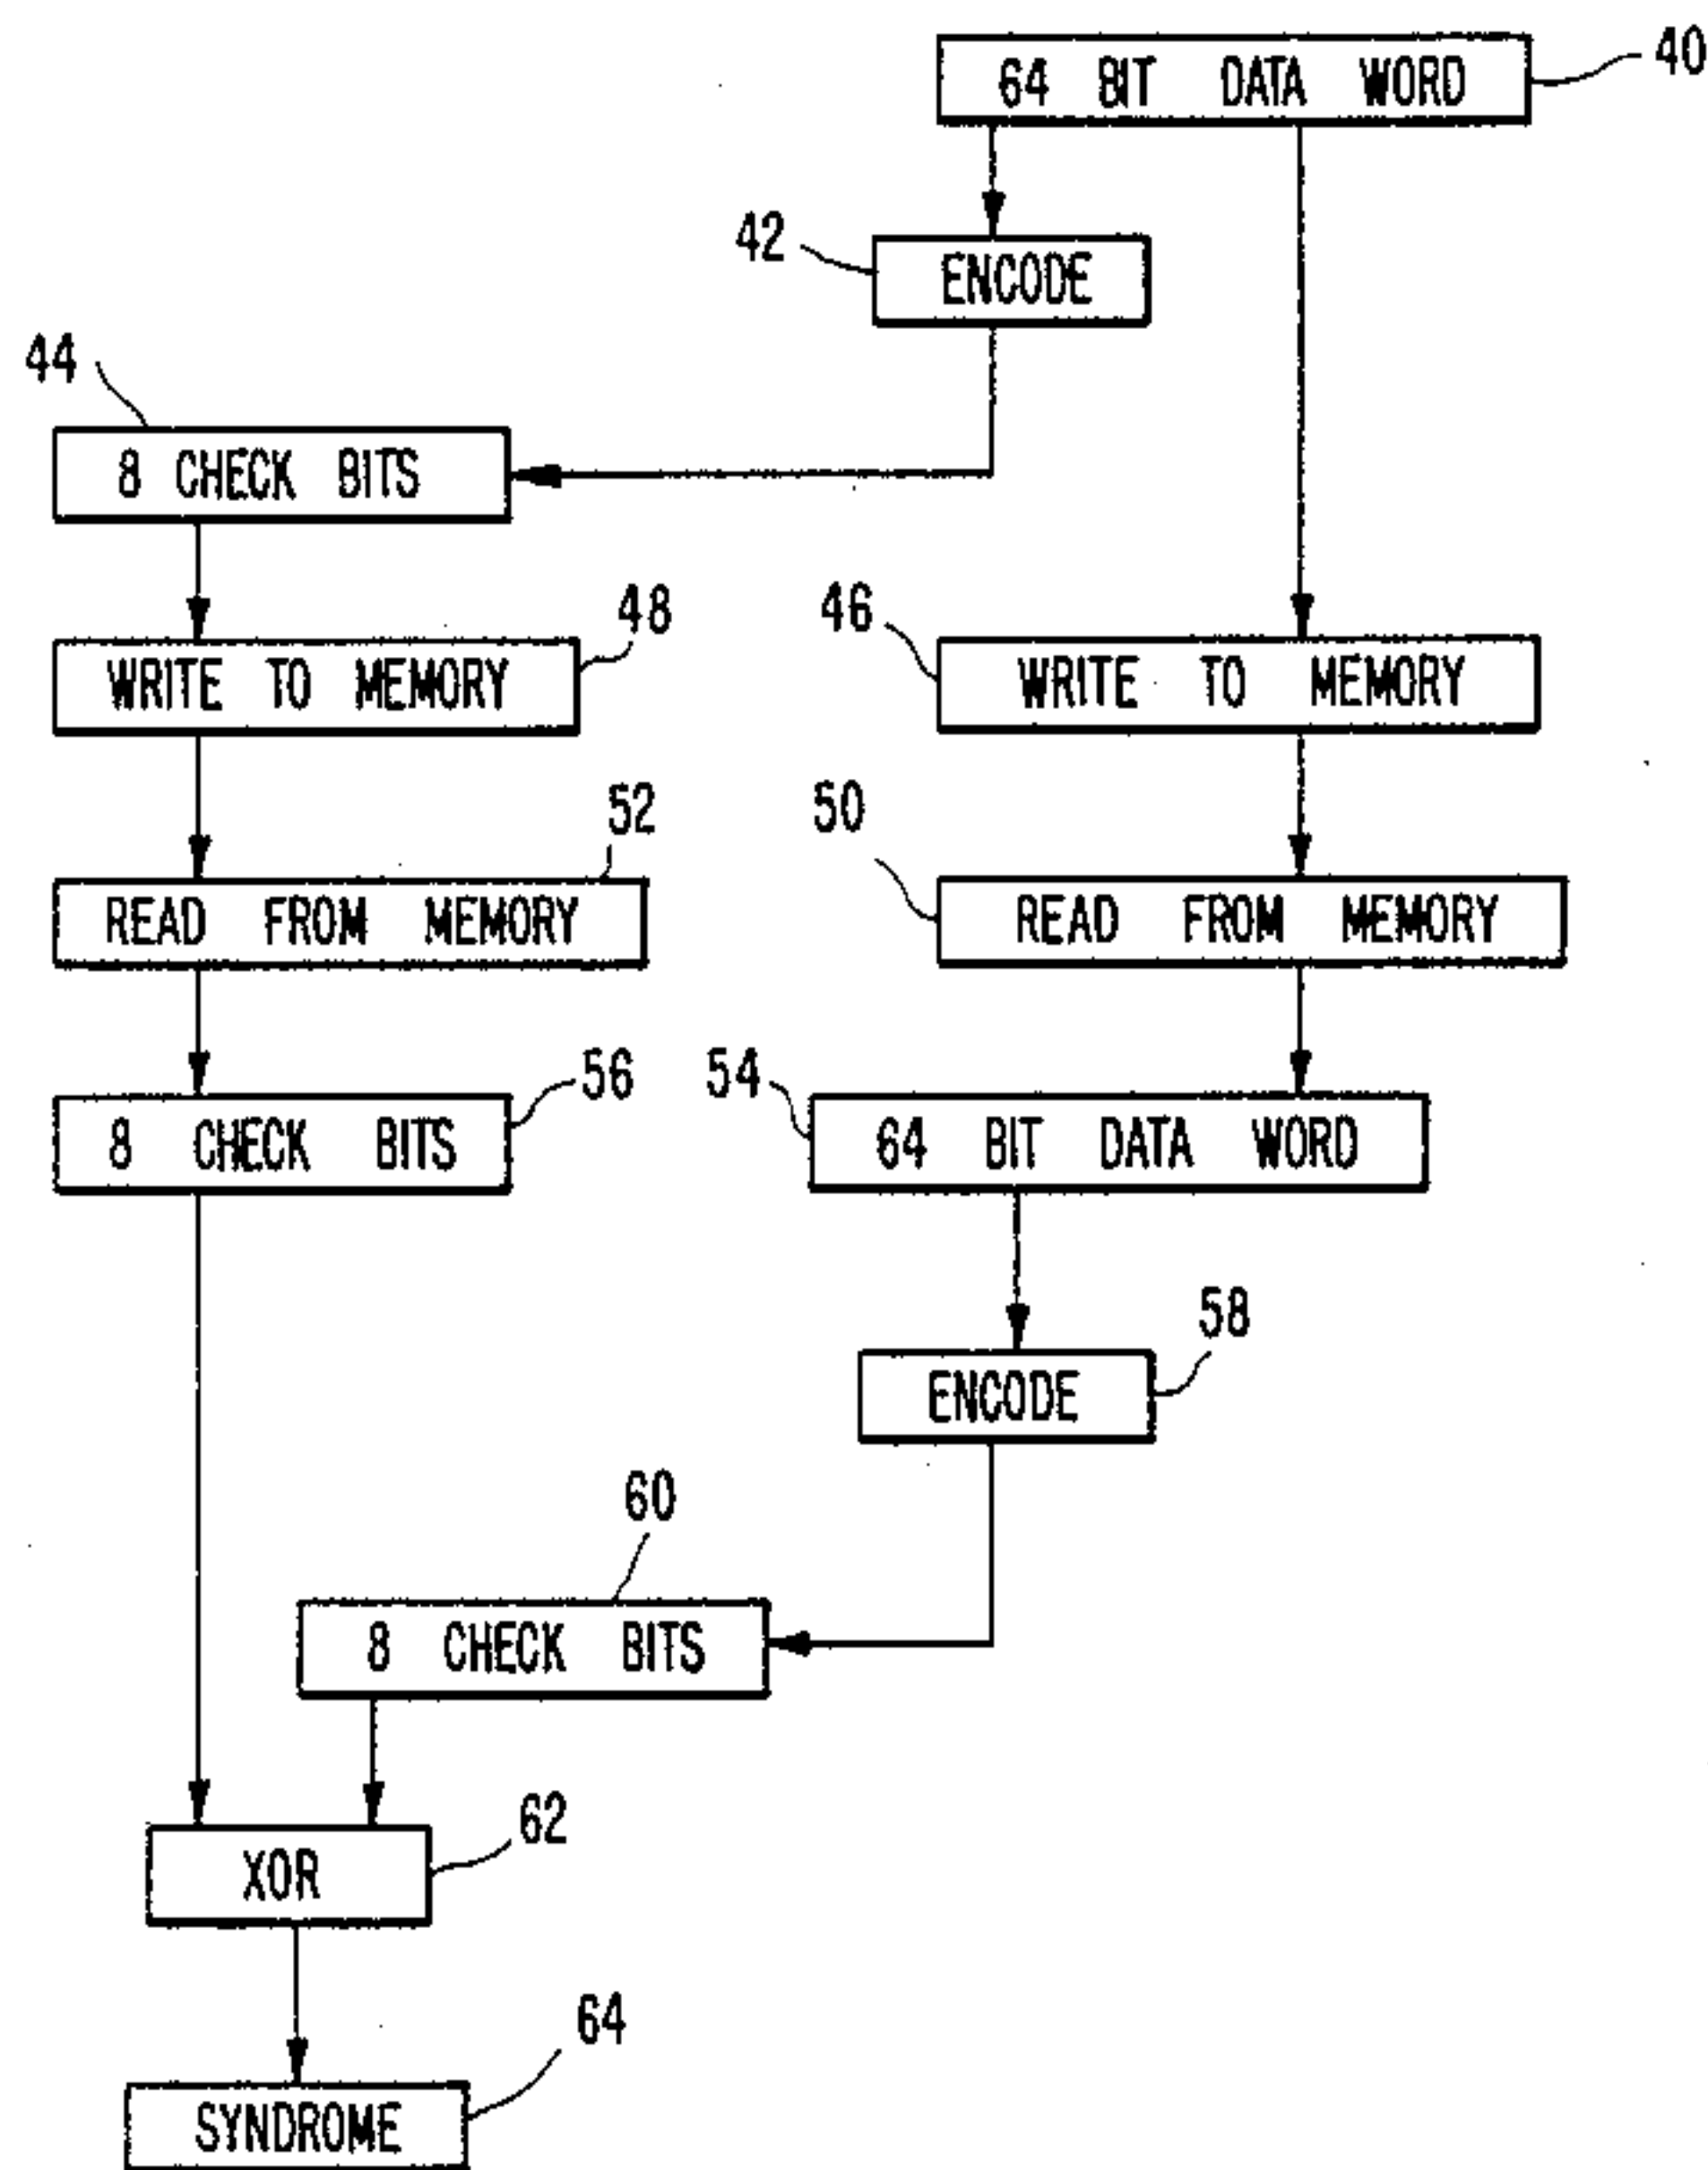 64 BIT DATA WORD
40
42
ENCODE
44
8 CHECK BITS
48
46
WRITE TO MEMORY
WRITE TO MEMORY
52
50
READ FROM MEMORY
READ FROM MEMORY
56
54
8 CHECK BITS
64 BIT DATA WORD
58
ENCODE
60
8 CHECK BITS
62
XOR
64
SYNDROME